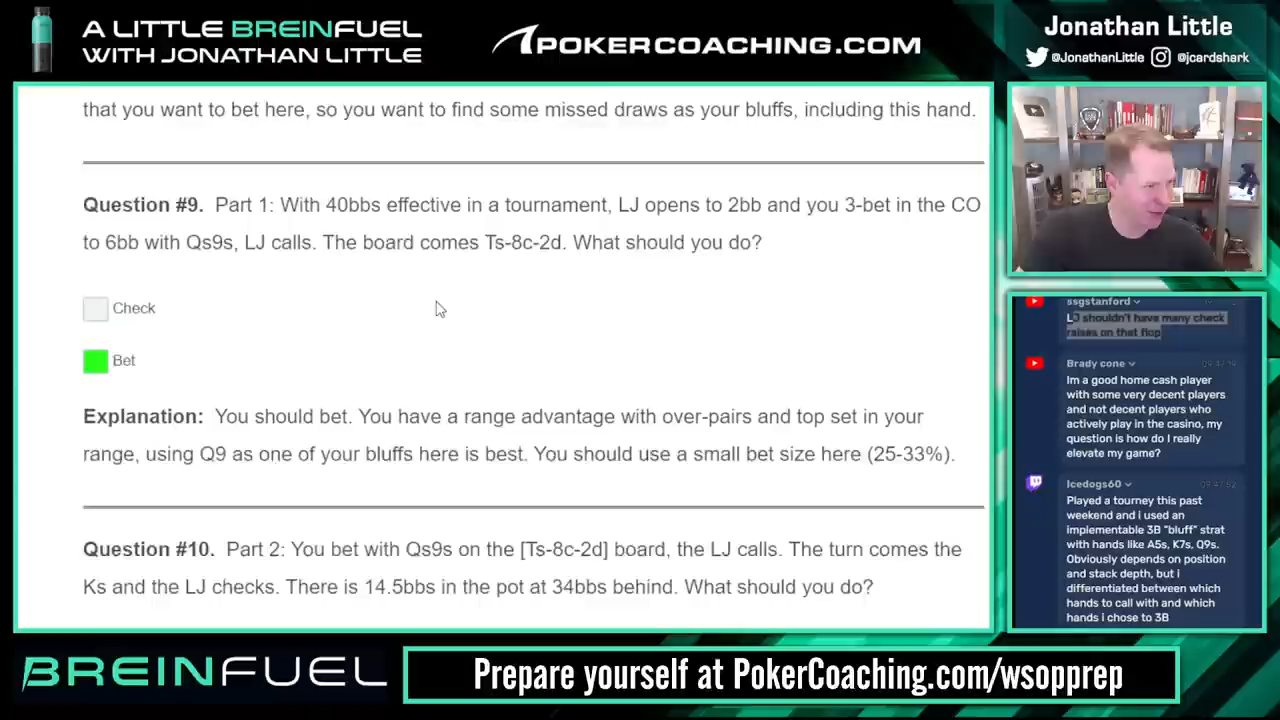 A LITTLE BREINFUEL
WITH JONATHAN LITTLE
POKERCOACHING.COM
Jonathan Little
@JonathanLittle @jcardshark
that you want to bet here, so you want to find some missed draws as your bluffs, including this hand.
Question #9. Part 1: With 40bbs effective in a tournament, LJ opens to 2bb and you 3-bet in the CO
to 6bb with Qs9s, LJ calls. The board comes Ts-8c-2d. What should you do?
Check
Bet
Explanation: You should bet. You have a range advantage with over-pairs and top set in your
range, using Q9 as one of your bluffs here is best. You should use a small bet size here (25-33%).
Question #10. Part 2: You bet with Qs9s on the [Ts-8c-2d] board, the LJ calls. The turn comes the
Ks and the LJ checks. There is 14.5bbs in the pot at 34bbs behind. What should you do?
ssgstanford
LJ shouldn't have many check
raises on that flop
Brady cone
Im a good home cash player
with some very decent players
and not decent players who
actively play in the casino, my
question is how do I really
elevate my game?
Icedogs60
Played a tourney this past
weekend and i used an
implementable 3B "bluff" strat
with hands like A5s, K7s, Q9s.
Obviously depends on position
and stack depth, but i
differentiated between which
hands to call with and which
hands i chose to 3B
BREINFUEL
Prepare yourself at PokerCoaching.com/wsopprep